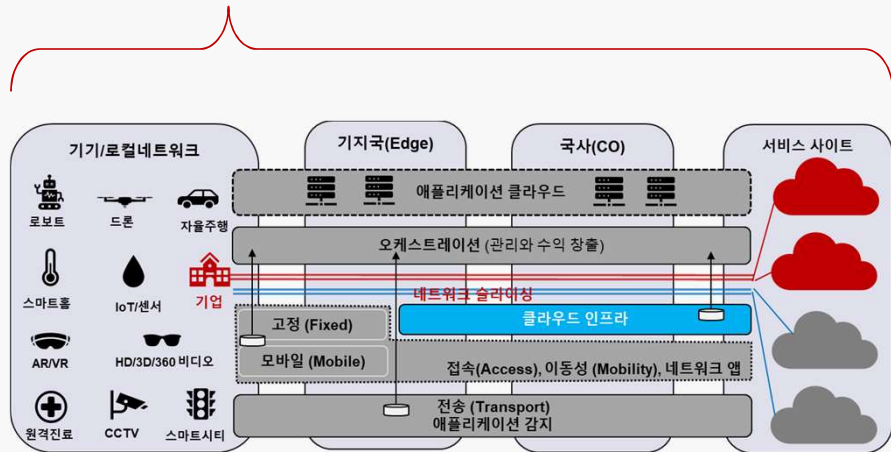 기기/로컬네트워크
기지국(Edge)
국사(CO)
서비스 사이트
로보트
드론
자율주행
애플리케이션 클라우드
오케스트레이션 (관리와 수익 창출)
스마트홈
IoT/센서
기업
네트워크 슬라이싱
고정 (Fixed)
클라우드 인프라
AR/VR
HD/3D/360 비디오
모바일 (Mobile)
접속(Access), 이동성 (Mobility), 네트워크 앱
원격진료
CCTV
스마트시티
전송 (Transport)
애플리케이션 감지